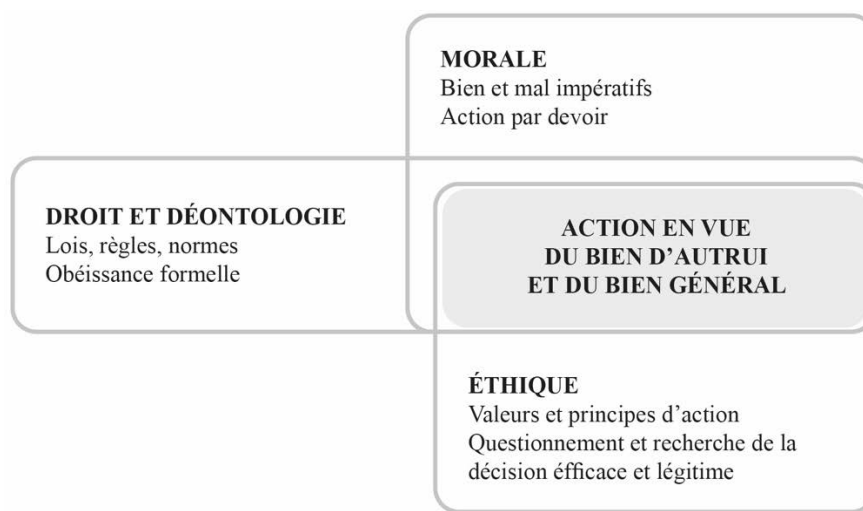 MORALE
Bien et mal impératifs
Action par devoir
DROIT ET DÉONTOLOGIE
Lois, règles, normes
Obéissance formelle
ACTION EN VUE
DU BIEN D’AUTRUI
ET DU BIEN GÉNÉRAL
ÉTHIQUE
Valeurs et principes d’action
Questionnement et recherche de la
décision éfficace et légitime